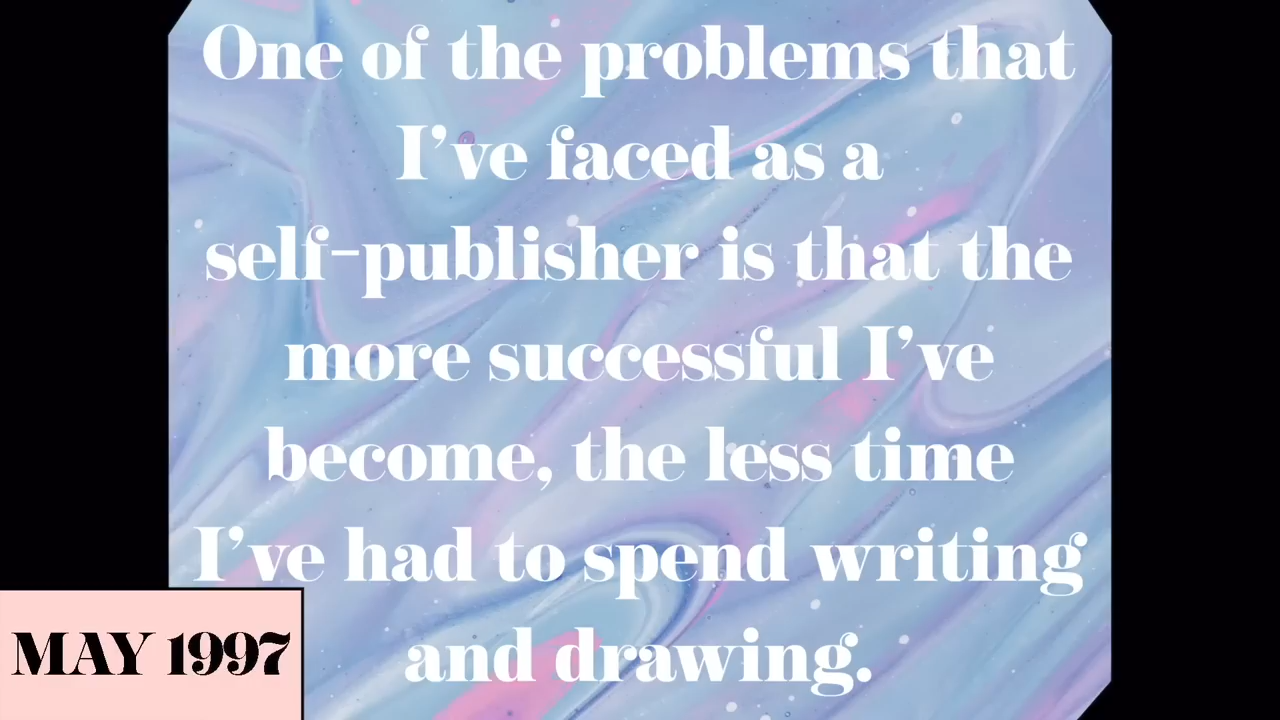 One of the problems that
I've faced as a
self-publisher is that the
more successful I've
become, the less time
I've had to spend writing
and drawing.
MAY 1997